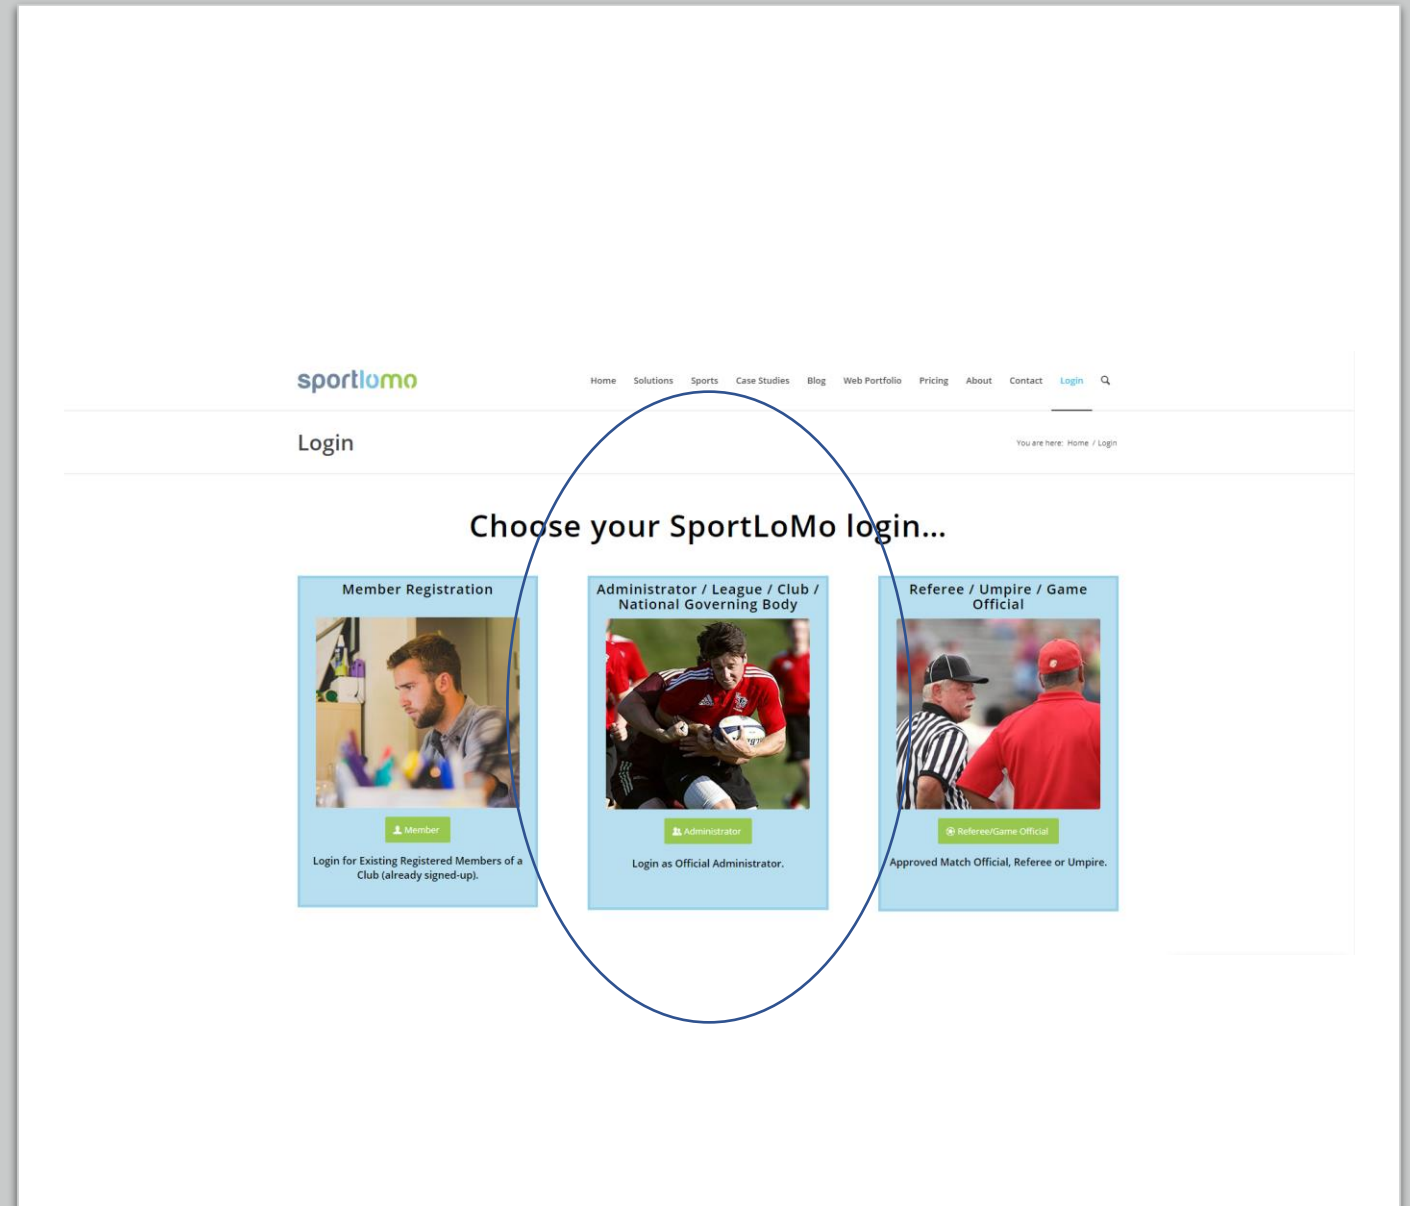 sportlomo
Home Solutions Sports Case Studies Blog Web Portfolio Pricing About Contact Login
Login
You are here: Home / Login
Choose your SportLoMo login...
Member Registration
Member
Login for Existing Registered Members of a
Club (already signed-up).
Administrator / League / Club /
National Governing Body
Administrator
Login as Official Administrator.
Referee / Umpire / Game
Official
Referee/Game Official
Approved Match Official, Referee or Umpire.